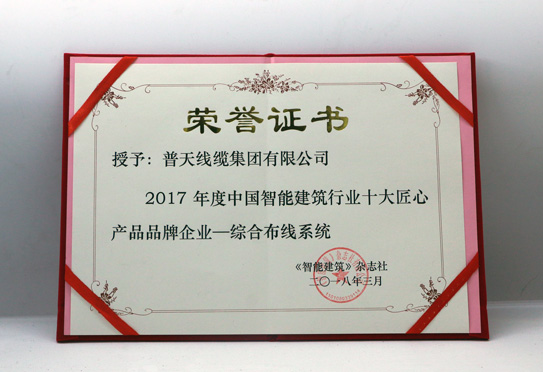 荣誉证书
授予：普天线缆集团有限公司
2017 年度中国智能建筑行业十大匠心
产品品牌企业—综合布线系统
《智能建筑》杂志社
二〇一八年三月